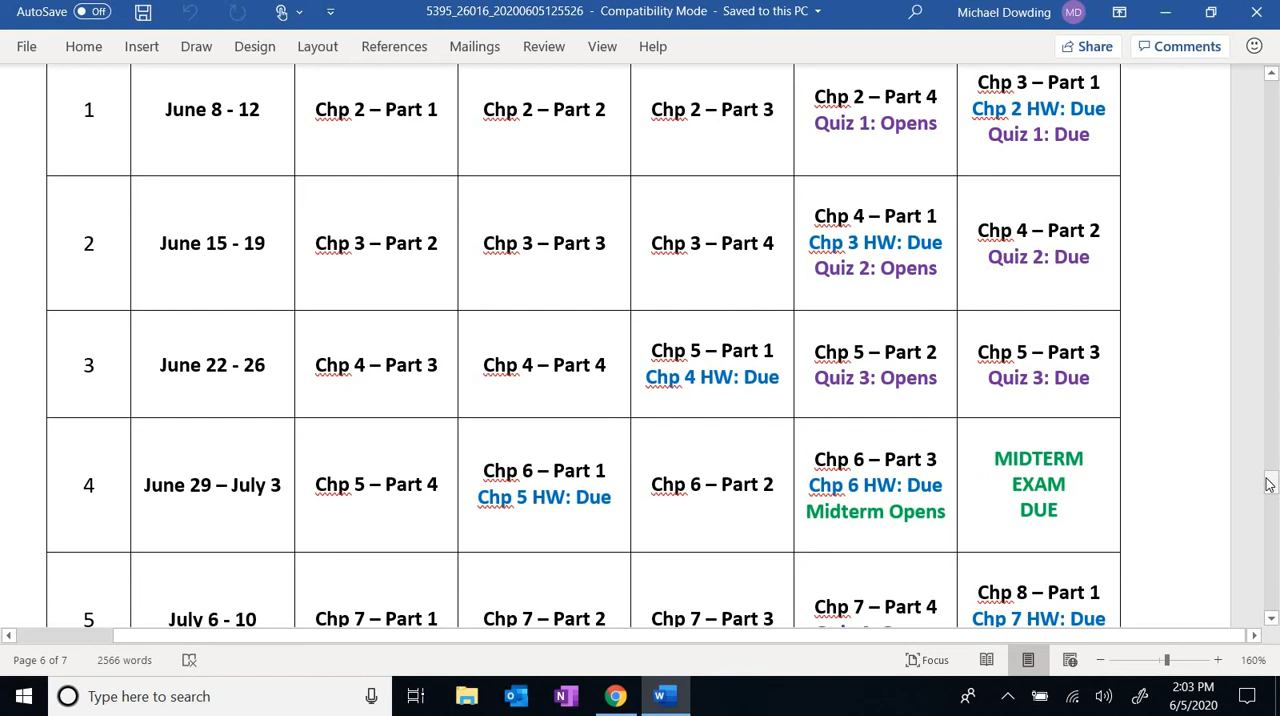 AutoSave Off 5395_26016_20200605125526 - Compatibility Mode - Saved to this PC Michael Dowding MD
File Home Insert Draw Design Layout References Mailings Review View Help Share Comments
1 June 8 - 12 Chp 2 – Part 1 Chp 2 – Part 2 Chp 2 – Part 3
Chp 2 – Part 4
Quiz 1: Opens
Chp 3 – Part 1
Chp 2 HW: Due
Quiz 1: Due
2 June 15 - 19 Chp 3 – Part 2 Chp 3 – Part 3 Chp 3 – Part 4
Chp 4 – Part 1
Chp 3 HW: Due
Quiz 2: Opens
Chp 4 – Part 2
Quiz 2: Due
3 June 22 - 26 Chp 4 – Part 3 Chp 4 – Part 4
Chp 5 – Part 1
Chp 4 HW: Due
Chp 5 – Part 2
Quiz 3: Opens
Chp 5 – Part 3
Quiz 3: Due
4 June 29 – July 3 Chp 5 – Part 4
Chp 6 – Part 1
Chp 5 HW: Due
Chp 6 – Part 2
Chp 6 – Part 3
Chp 6 HW: Due
Midterm Opens
MIDTERM
EXAM
DUE
5 July 6 - 10 Chp 7 – Part 1 Chp 7 – Part 2 Chp 7 – Part 3
Chp 7 – Part 4
Chp 8 – Part 1
Chp 7 HW: Due
Page 6 of 7 2566 words Focus 160%
Type here to search 2:03 PM
6/5/2020